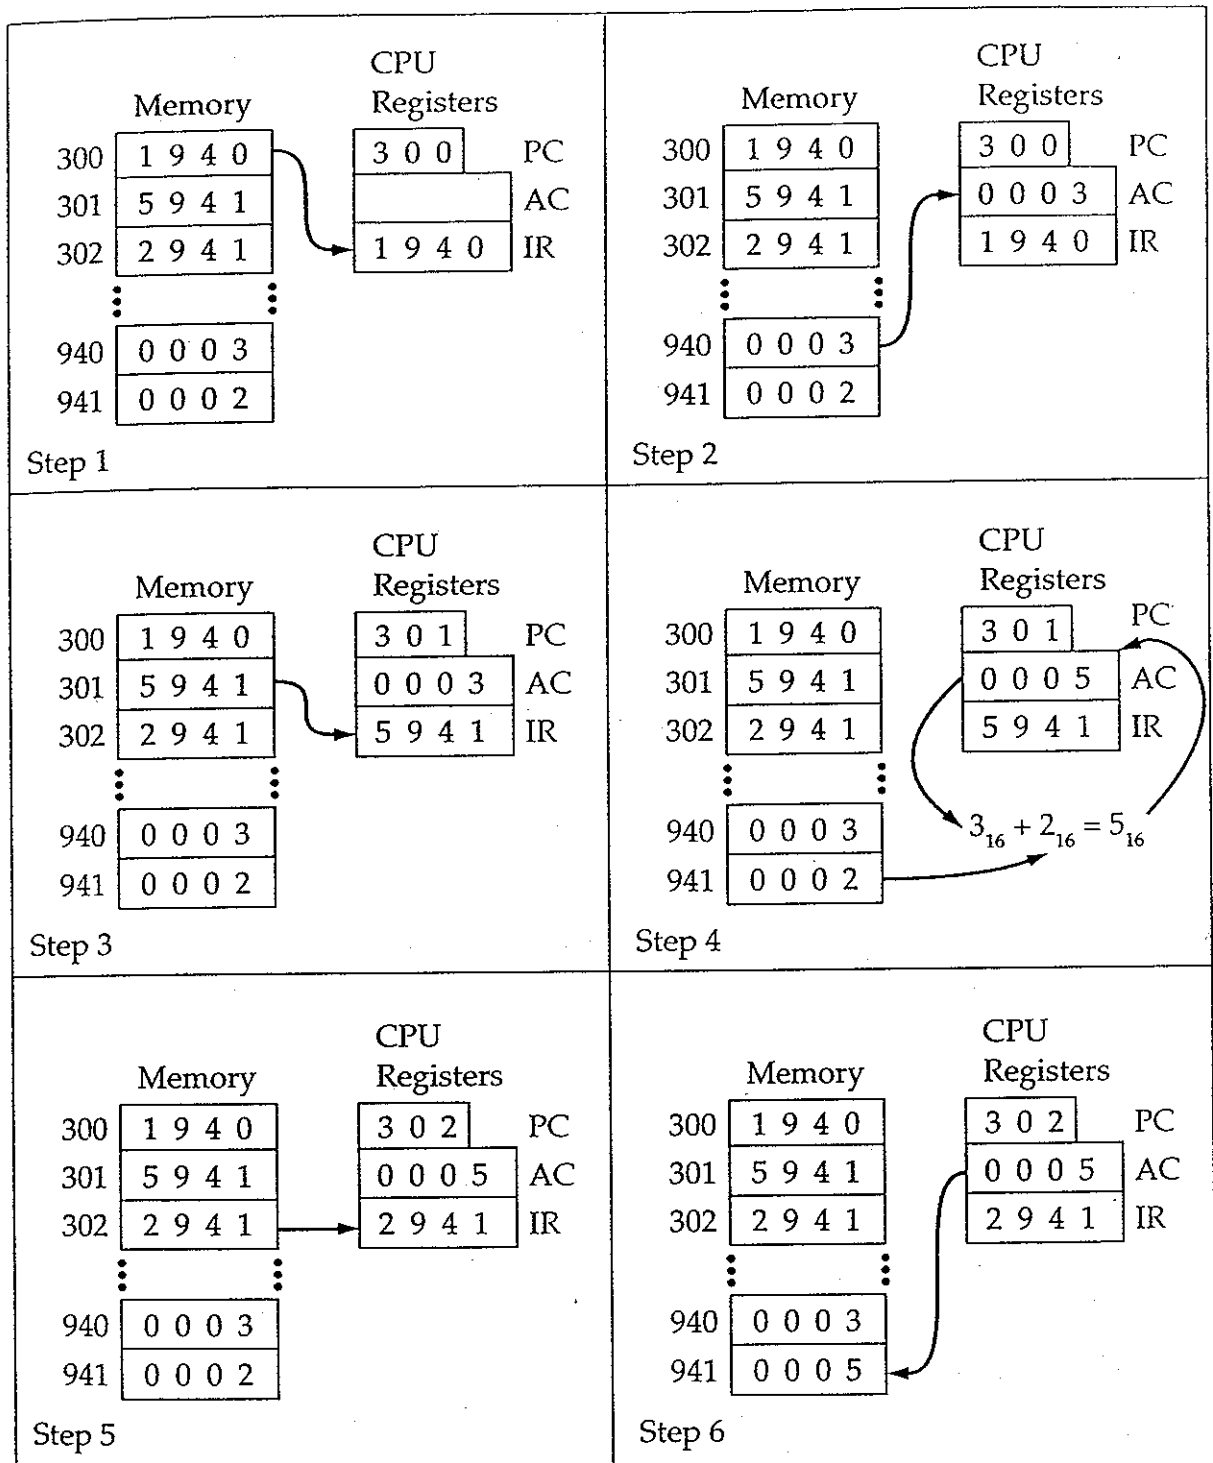 CPU
Registers
Memory
300 1 9 4 0 3 0 0 PC
301 5 9 4 1 AC
302 2 9 4 1 1 9 4 0 IR
940 0 0 0 3
941 0 0 0 2
Step 1
CPU
Registers
Memory
300 1 9 4 0 3 0 0 PC
301 5 9 4 1 0 0 0 3 AC
302 2 9 4 1 1 9 4 0 IR
940 0 0 0 3
941 0 0 0 2
Step 2
CPU
Registers
Memory
300 1 9 4 0 3 0 1 PC
301 5 9 4 1 0 0 0 3 AC
302 2 9 4 1 5 9 4 1 IR
940 0 0 0 3
941 0 0 0 2
Step 3
CPU
Registers
Memory
300 1 9 4 0 3 0 1 PC
301 5 9 4 1 0 0 0 5 AC
302 2 9 4 1 5 9 4 1 IR
940 0 0 0 3 3₁₆ + 2₁₆ = 5₁₆
941 0 0 0 2
Step 4
CPU
Registers
Memory
300 1 9 4 0 3 0 2 PC
301 5 9 4 1 0 0 0 5 AC
302 2 9 4 1 2 9 4 1 IR
940 0 0 0 3
941 0 0 0 2
Step 5
CPU
Registers
Memory
300 1 9 4 0 3 0 2 PC
301 5 9 4 1 0 0 0 5 AC
302 2 9 4 1 2 9 4 1 IR
940 0 0 0 3
941 0 0 0 5
Step 6